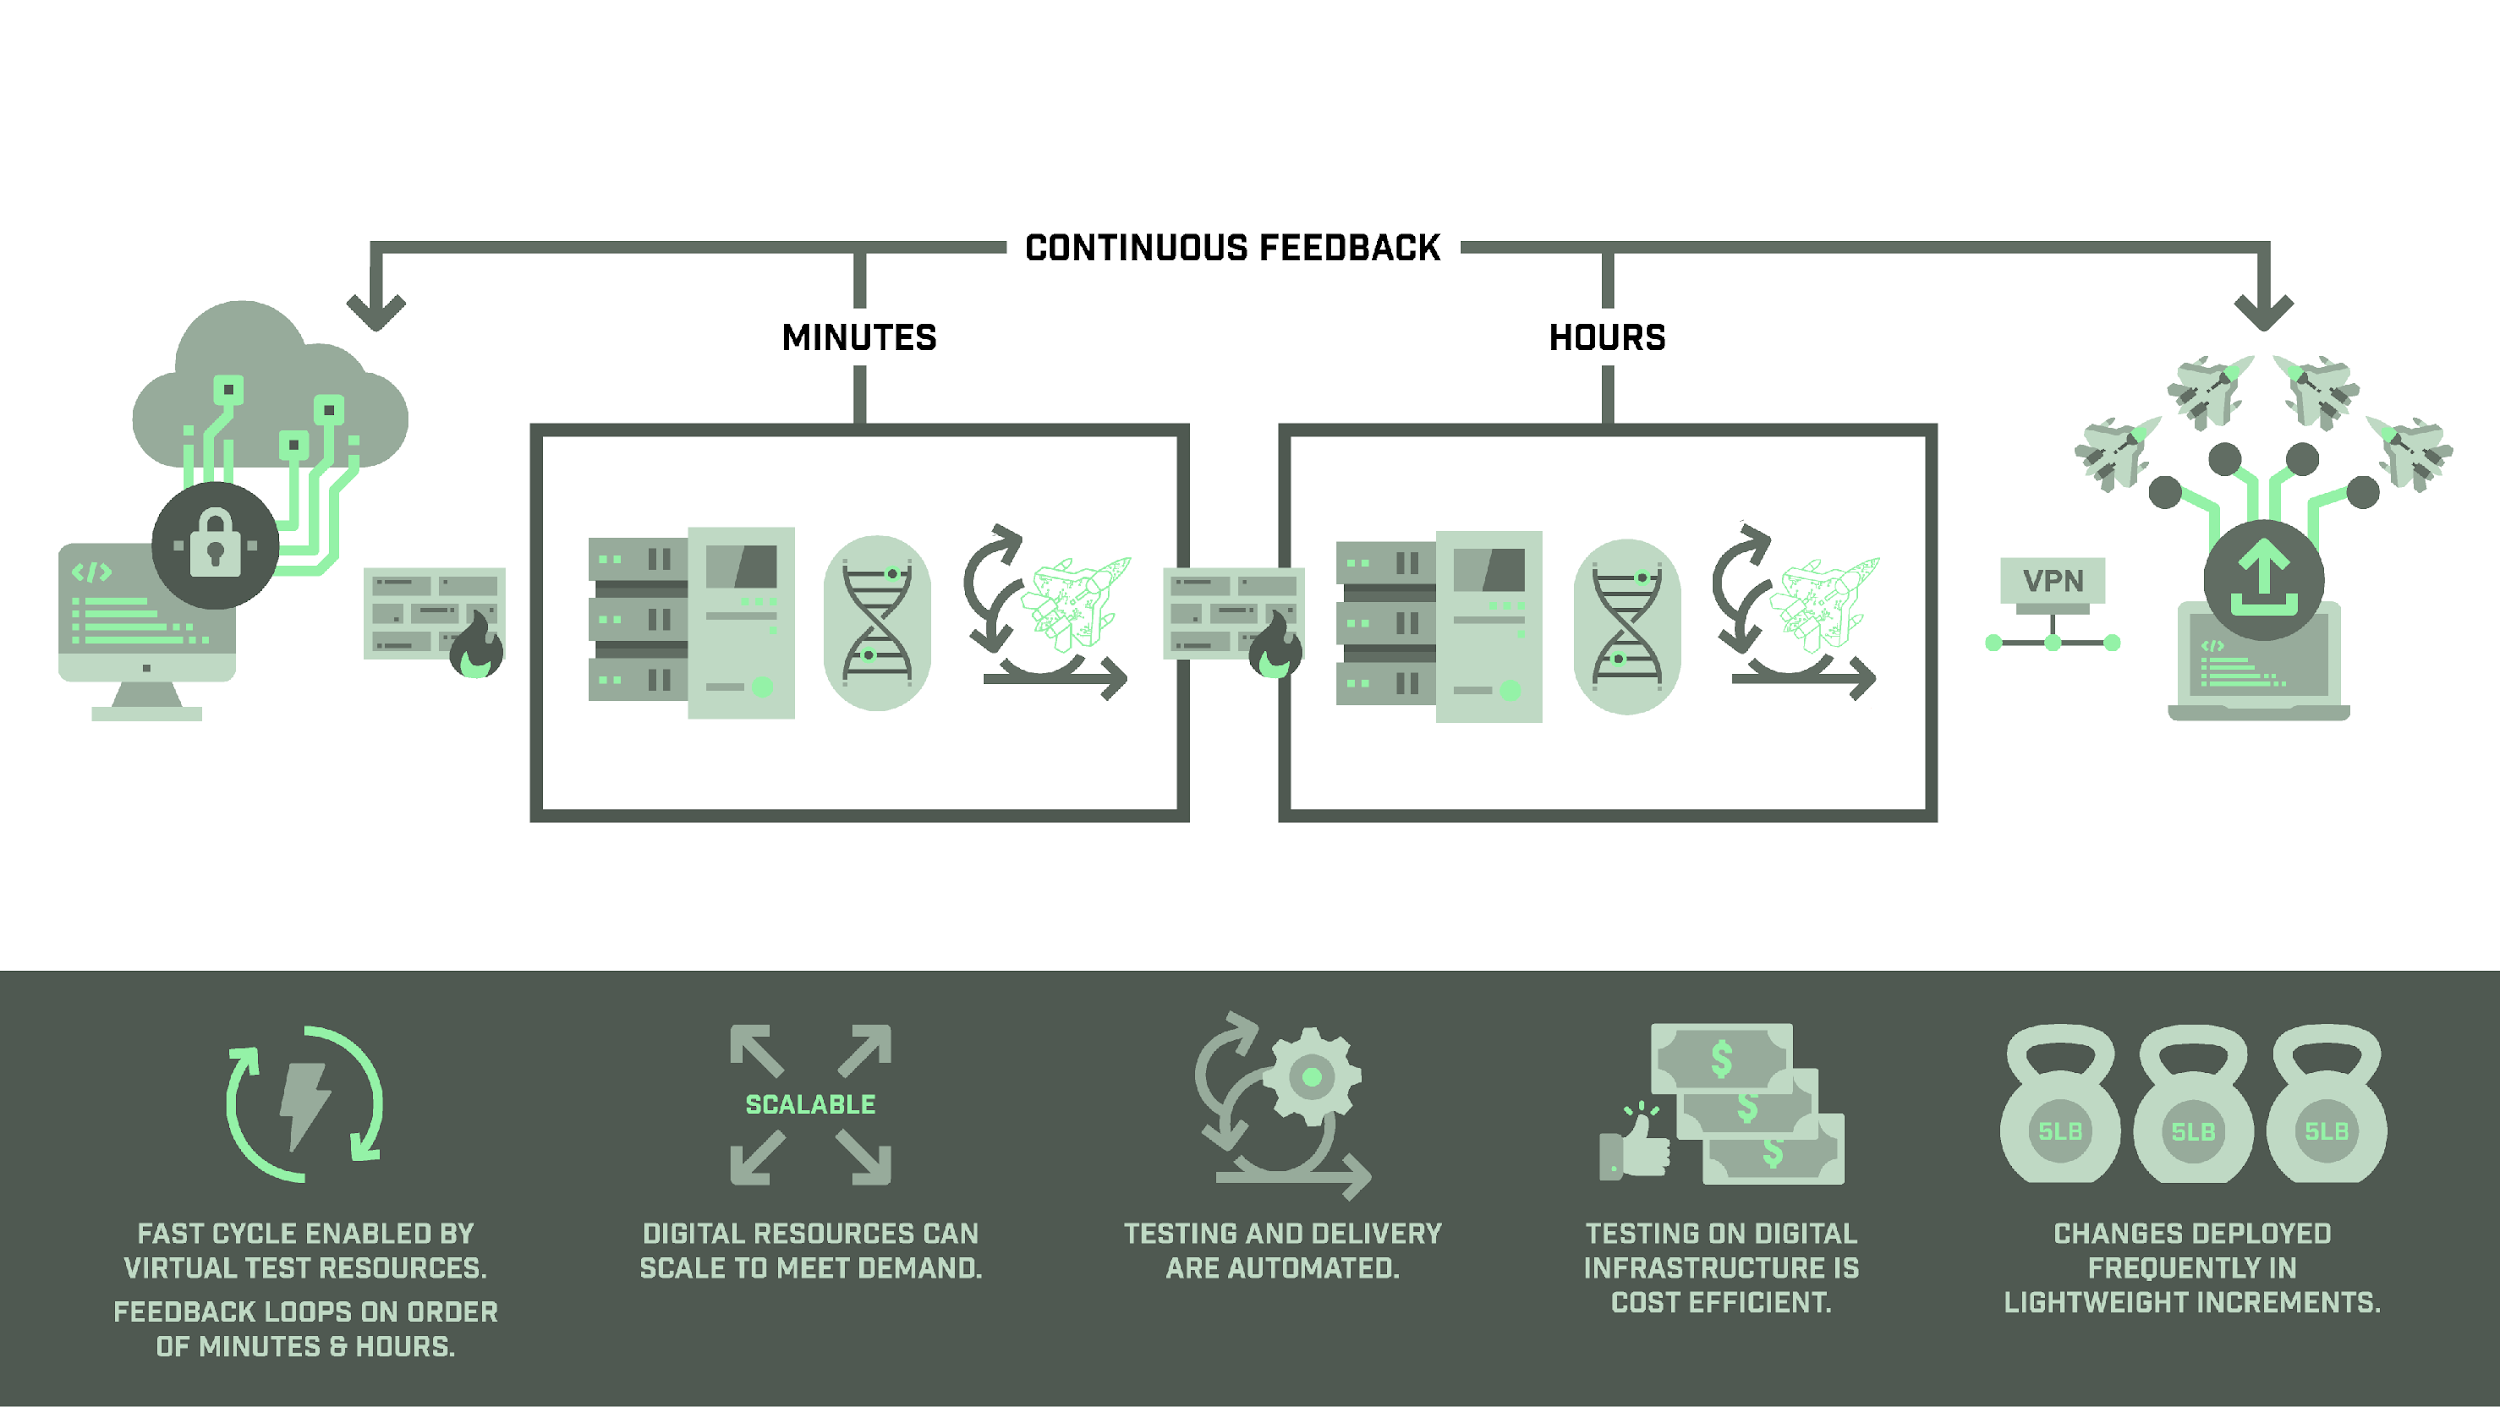 CONTINUOUS FEEDBACK
MINUTES
HOURS
</>
VPN
</>
SCALABLE
$
$
$
5LB
5LB
5LB
FAST CYCLE ENABLED BY
VIRTUAL TEST RESOURCES.
FEEDBACK LOOPS ON ORDER
OF MINUTES & HOURS.
DIGITAL RESOURCES CAN
SCALE TO MEET DEMAND.
TESTING AND DELIVERY
ARE AUTOMATED.
TESTING ON DIGITAL
INFRASTRUCTURE IS
COST EFFICIENT.
CHANGES DEPLOYED
FREQUENTLY IN
LIGHTWEIGHT INCREMENTS.